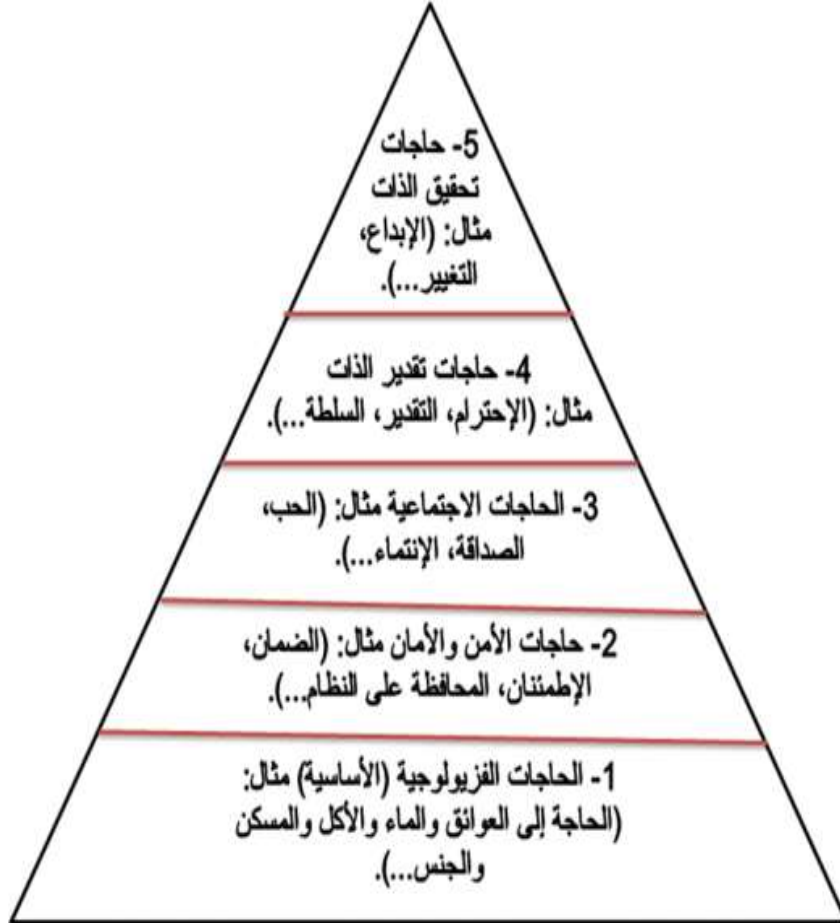 5- حاجات
تحقيق الذات
مثال: (الإبداع،
التغيير...).
4- حاجات تقدير الذات
مثال: (الإحترام، التقدير، السلطة...).
3- الحاجات الاجتماعية مثال: (الحب،
الصداقة، الإنتماء...).
2- حاجات الأمن والأمان مثال: (الضمان،
الإطمئنان، المحافظة على النظام...).
1- الحاجات الفزيولوجية (الأساسية) مثال:
(الحاجة إلى العوائق والماء والأكل والمسكن
والجنس...).